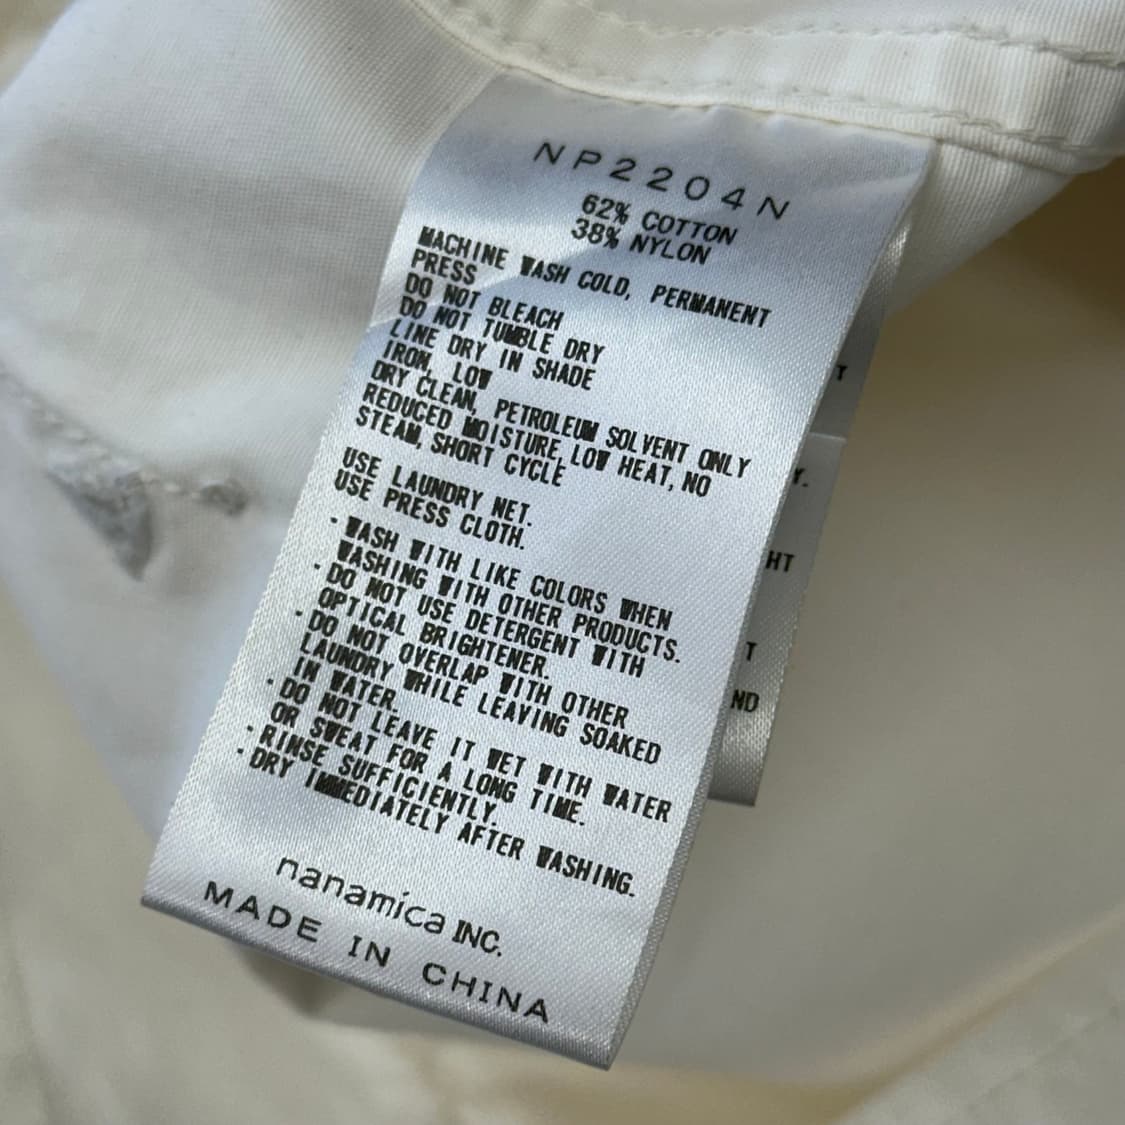 NP2204N
62% COTTON
38% NYLON
MACHINE WASH COLD, PERMANENT
PRESS
DO NOT BLEACH
DO NOT TUMBLE DRY
LINE DRY IN SHADE
IRON, LOW
DRY CLEAN, PETROLEUM SOLVENT ONLY
REDUCED MOISTURE, LOW HEAT, NO
STEAM, SHORT CYCLE
USE LAUNDRY NET.
USE PRESS CLOTH.
・WASH WITH LIKE COLORS WHEN
・WASHING WITH OTHER PRODUCTS.
DO NOT USE DETERGENT WITH
OPTICAL BRIGHTENER.
・DO NOT OVERLAP WITH OTHER
LAUNDRY WHILE LEAVING SOAKED
IN WATER.
・DO NOT LEAVE IT WET WITH WATER
OR SWEAT FOR A LONG TIME.
・RINSE SUFFICIENTLY.
・DRY IMMEDIATELY AFTER WASHING.
nanamica INC.
MADE IN CHINA
T
Y.
HT
T
ND